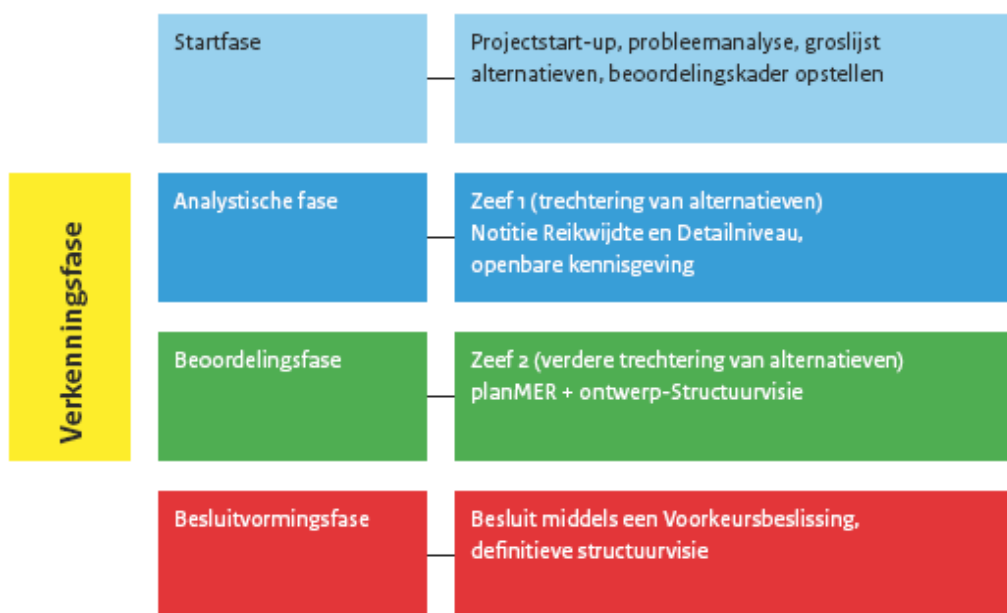 Startfase
Projectstart-up, probleemanalyse, groslijst
alternatieven, beoordelingskader opstellen
Verkenningsfase
Analystische fase
Zeef 1 (trechtering van alternatieven)
Notitie Reikwijdte en Detailniveau,
openbare kennisgeving
Beoordelingsfase
Zeef 2 (verdere trechtering van alternatieven)
planMER + ontwerp-Structuurvisie
Besluitvormingsfase
Besluit middels een Voorkeursbeslissing,
definitieve structuurvisie